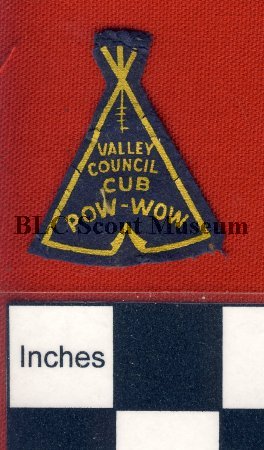 VALLEY
COUNCIL
CUB
POW-WOW
BLC Scout Museum
Inches